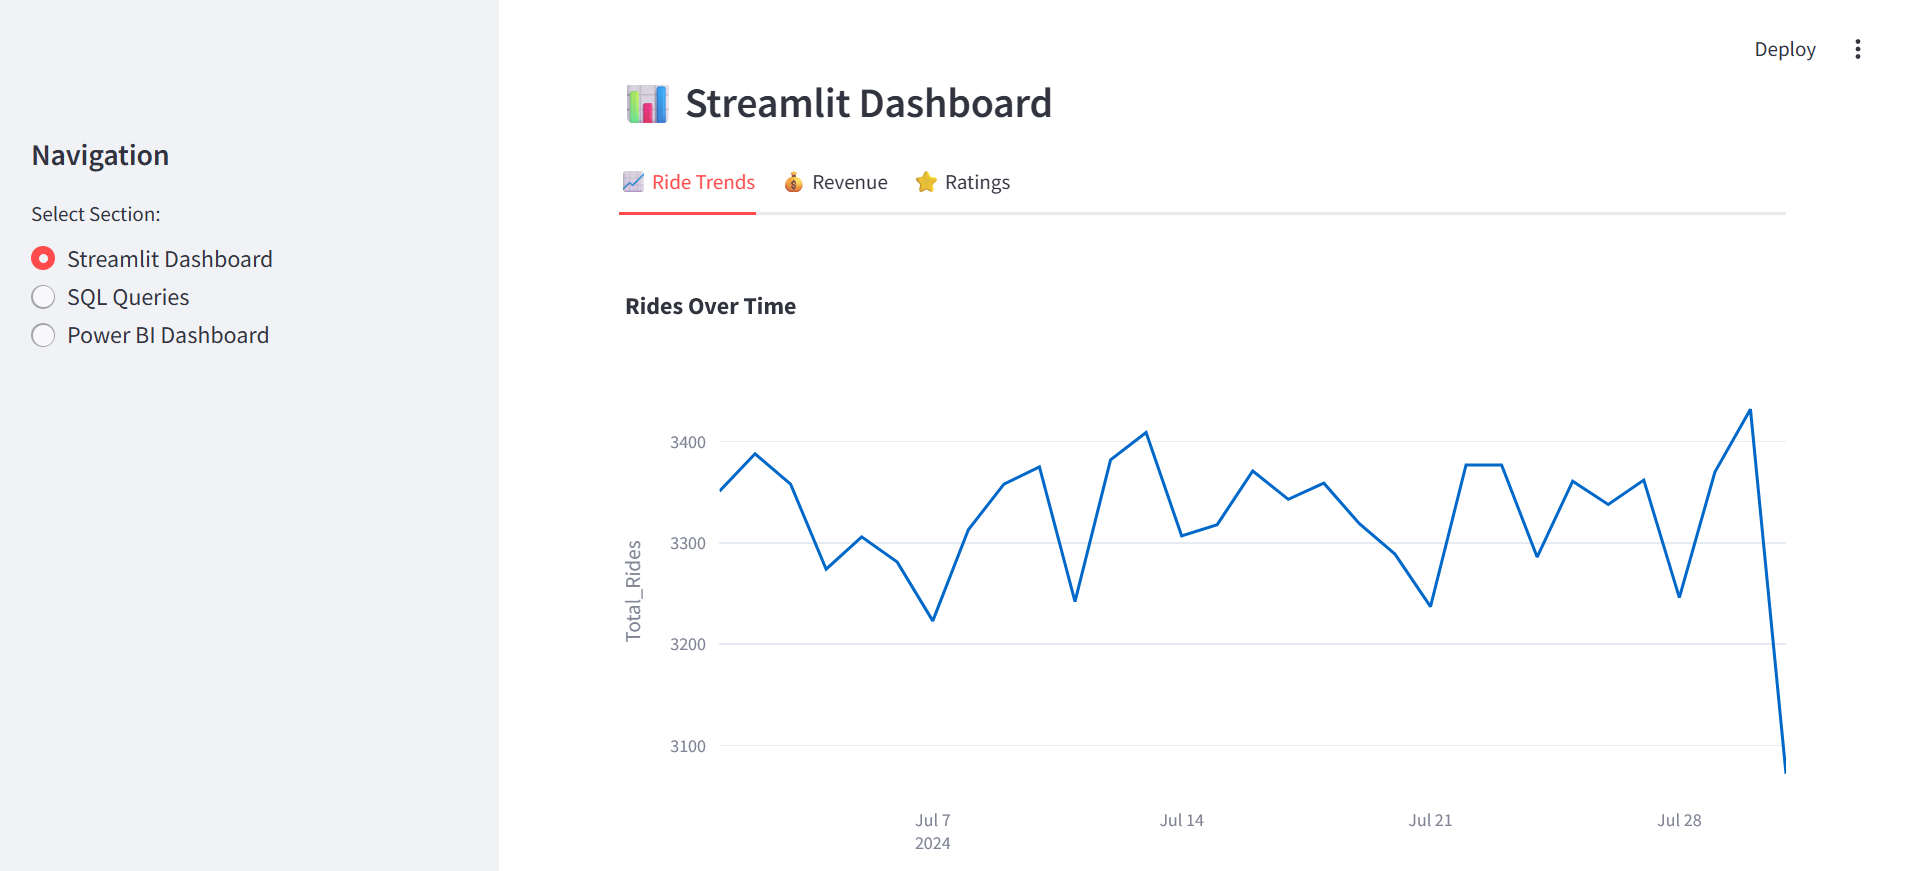 Deploy
Streamlit Dashboard
Navigation
Ride Trends
Revenue
Ratings
Select Section:
Streamlit Dashboard
SQL Queries
Power BI Dashboard
Rides Over Time
3400
3300
3200
3100
Total_Rides
Jul 7
2024
Jul 14
Jul 21
Jul 28